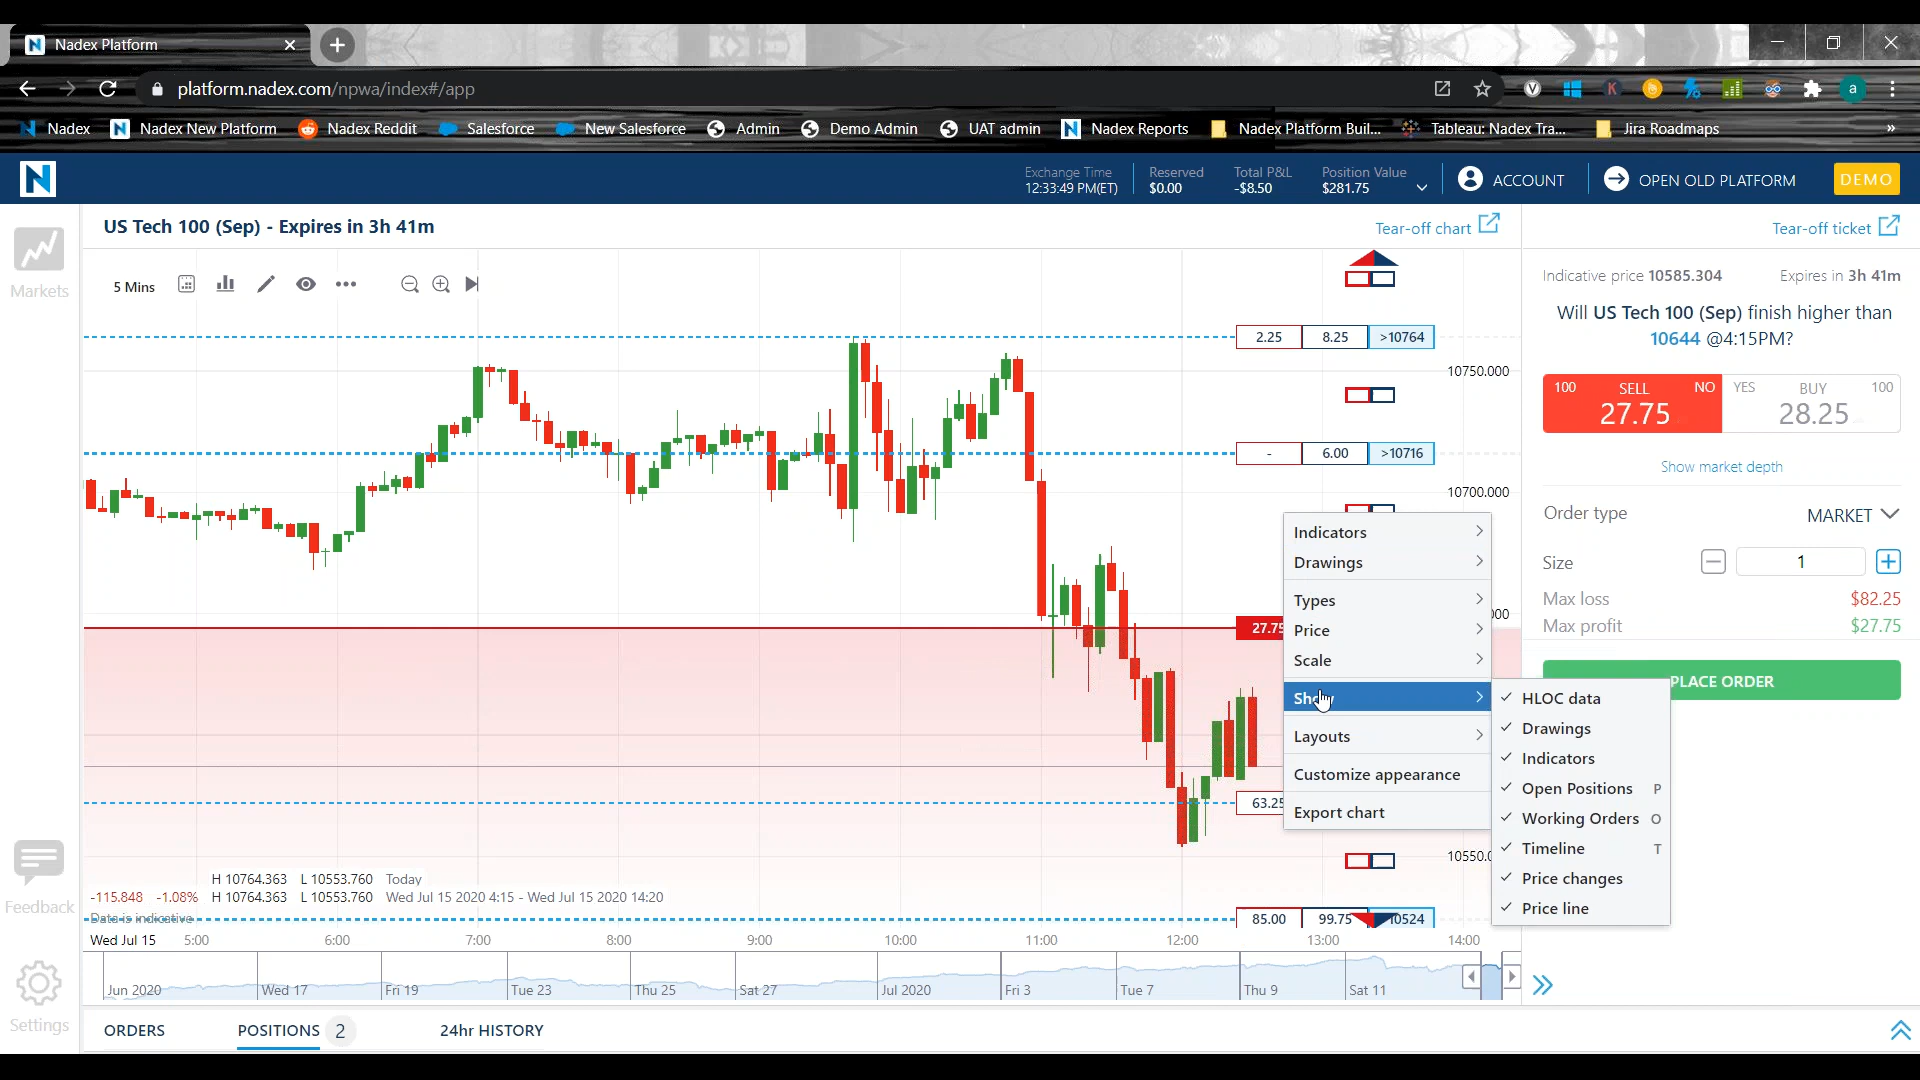 Nadex Platform
platform.nadex.com/npwa/index#/app
Nadex
Nadex New Platform
Nadex Reddit
Salesforce
New Salesforce
Admin
Demo Admin
UAT admin
Nadex Reports
Nadex Platform Buil...
Tableau: Nadex Tra...
Jira Roadmaps
»
N
Exchange Time
12:33:49 PM(ET)
Reserved
$0.00
Total P&L
-$8.50
Position Value
$281.75
ACCOUNT
OPEN OLD PLATFORM
DEMO
Markets
Feedback
Settings
US Tech 100 (Sep) - Expires in 3h 41m
Tear-off chart
5 Mins
2.25 8.25 >10764
10750.000
- 6.00 >10716
10700.000
27.75
63.25
10550.
85.00 99.75 10524
H 10764.363 L 10553.760 Today
-115.848 -1.08% H 10764.363 L 10553.760 Wed Jul 15 2020 4:15 - Wed Jul 15 2020 14:20
Data is indicative
Wed Jul 15 5:00 6:00 7:00 8:00 9:00 10:00 11:00 12:00 13:00 14:00
Jun 2020 Wed 17 Fri 19 Tue 23 Thu 25 Sat 27 Jul 2020 Fri 3 Tue 7 Thu 9 Sat 11
Indicators
Drawings
Types
Price
Scale
Show
Layouts
Customize appearance
Export chart
HLOC data
Drawings
Indicators
Open Positions P
Working Orders O
Timeline T
Price changes
Price line
Tear-off ticket
Indicative price 10585.304
Expires in 3h 41m
Will US Tech 100 (Sep) finish higher than
10644 @4:15PM?
100 SELL NO
27.75
YES BUY 100
28.25
Show market depth
Order type MARKET
Size 1
Max loss $82.25
Max profit $27.75
PLACE ORDER
ORDERS
POSITIONS 2
24hr HISTORY